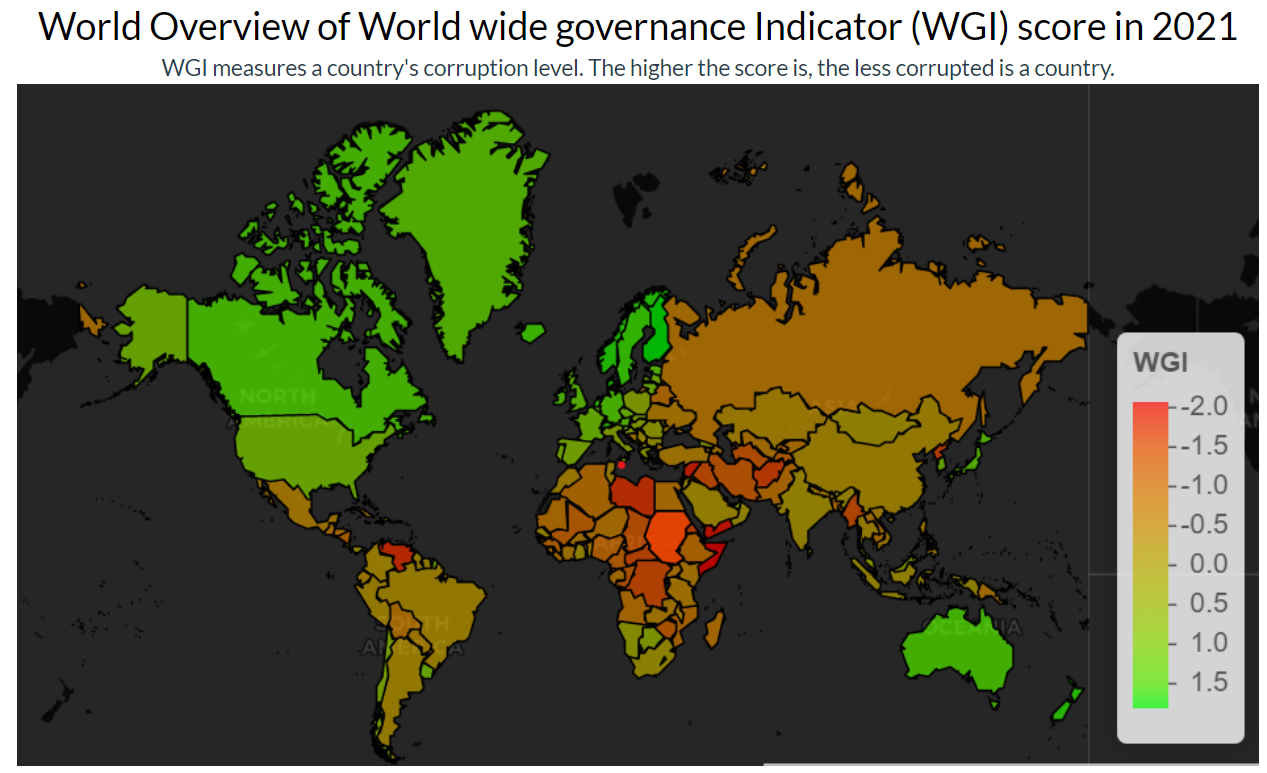 World Overview of World wide governance Indicator (WGI) score in 2021
WGI measures a country's corruption level. The higher the score is, the less corrupted is a country.
NORTH
AMERICA
ASIA
AFRICA
SOUTH
AMERICA
OCEANIA
WGI
-2.0
-1.5
-1.0
-0.5
0.0
0.5
1.0
1.5